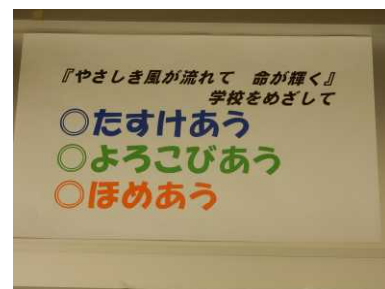 『やさしき風が流れて　命が輝く』
学校をめざして
◎たすけあう
◎よろこびあう
◎ほめあう